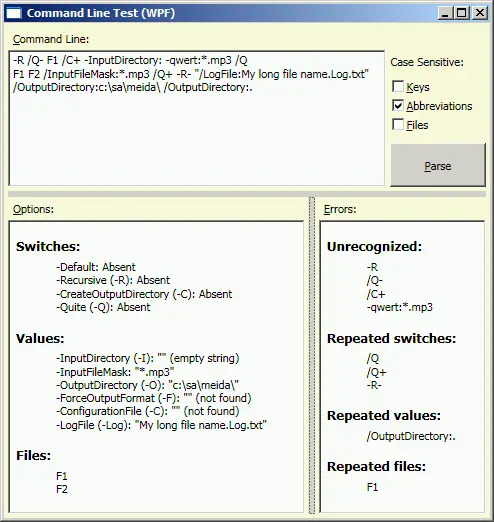 Command Line Test (WPF)
Command Line:
-R /Q- F1 /C+ -InputDirectory: -qwert:*.mp3 /Q
F1 F2 /InputFileMask:*.mp3 /Q+ -R- "/LogFile:My long file name.Log.txt"
/OutputDirectory:c:\sa\meida\ /OutputDirectory:.
Case Sensitive:
Keys
Abbreviations
Files
Parse
Options:
Switches:
-Default: Absent
-Recursive (-R): Absent
-CreateOutputDirectory (-C): Absent
-Quite (-Q): Absent
Values:
-InputDirectory (-I): "" (empty string)
-InputFileMask: "*.mp3"
-OutputDirectory (-O): "c:\sa\meida\"
-ForceOutputFormat (-F): "" (not found)
-ConfigurationFile (-C): "" (not found)
-LogFile (-Log): "My long file name.Log.txt"
Files:
F1
F2
Errors:
Unrecognized:
-R
/Q-
/C+
-qwert:*.mp3
Repeated switches:
/Q
/Q+
-R-
Repeated values:
/OutputDirectory:.
Repeated files:
F1